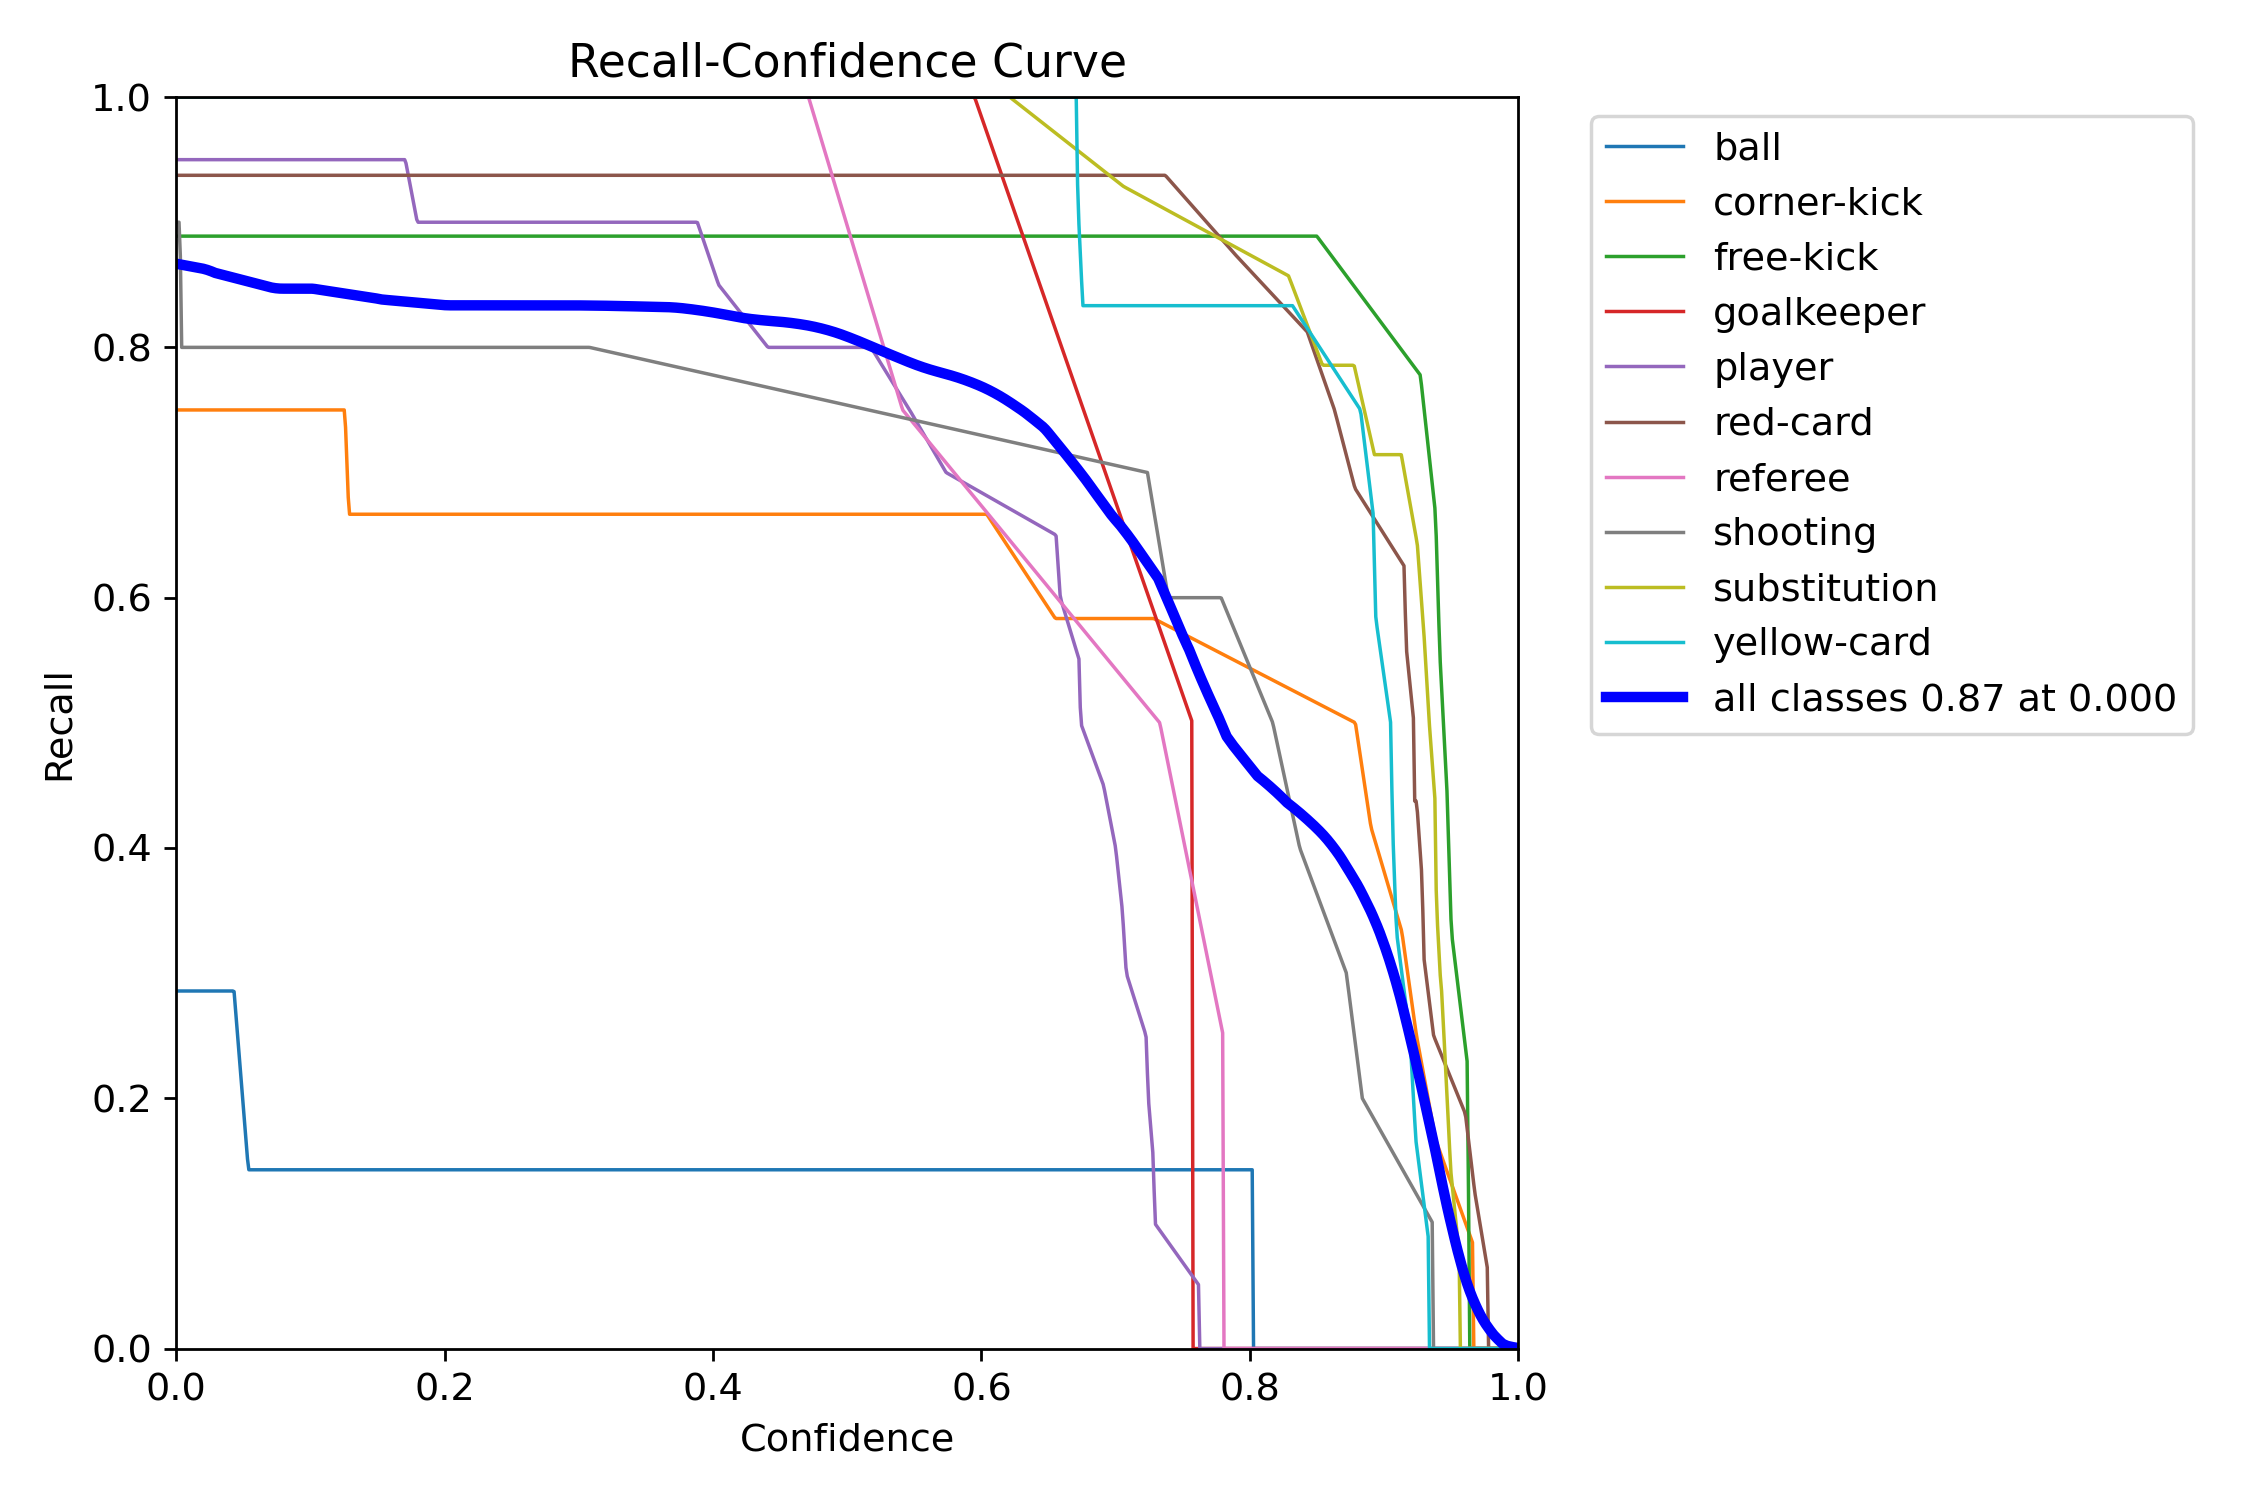 Recall-Confidence Curve
1.0
0.8
0.6
0.4
0.2
0.0
Recall
0.0 0.2 0.4 0.6 0.8 1.0
Confidence
ball
corner-kick
free-kick
goalkeeper
player
red-card
referee
shooting
substitution
yellow-card
all classes 0.87 at 0.000